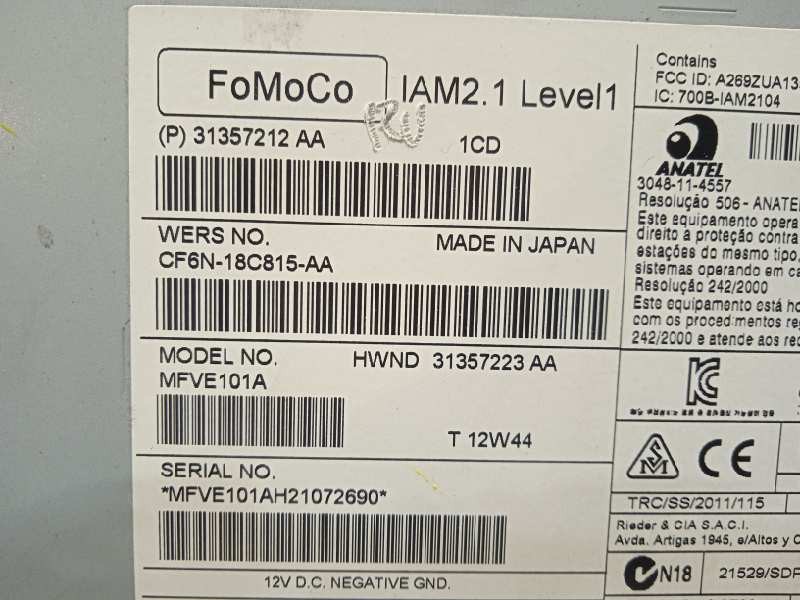 FoMoCo
IAM2.1 Level1
RU
(P) 31357212 AA
1CD
WERS NO.
MADE IN JAPAN
CF6N-18C815-AA
MODEL NO.
HWND 31357223 AA
MFVE101A
T 12W44
SERIAL NO.
*MFVE101AH21072690*
12V D.C. NEGATIVE GND.
Contains
FCC ID: A269ZUA13
IC: 700B-IAM2104
ANATEL
3048-11-4557
Resolução 506 - ANATEL
Este equipamento opera
direito à proteção contra
estações do mesmo tipo,
sistemas operando em ca
Resolução 242/2000
Este equipamento está ho
com os procedimentos re
242/2000 e atende aos re
KC
SM
CE
TRC/SS/2011/115
Rieder & CIA S.A.C.I.
Avda. Artigas 1945, e/Altos y C
N18
21529/SDP